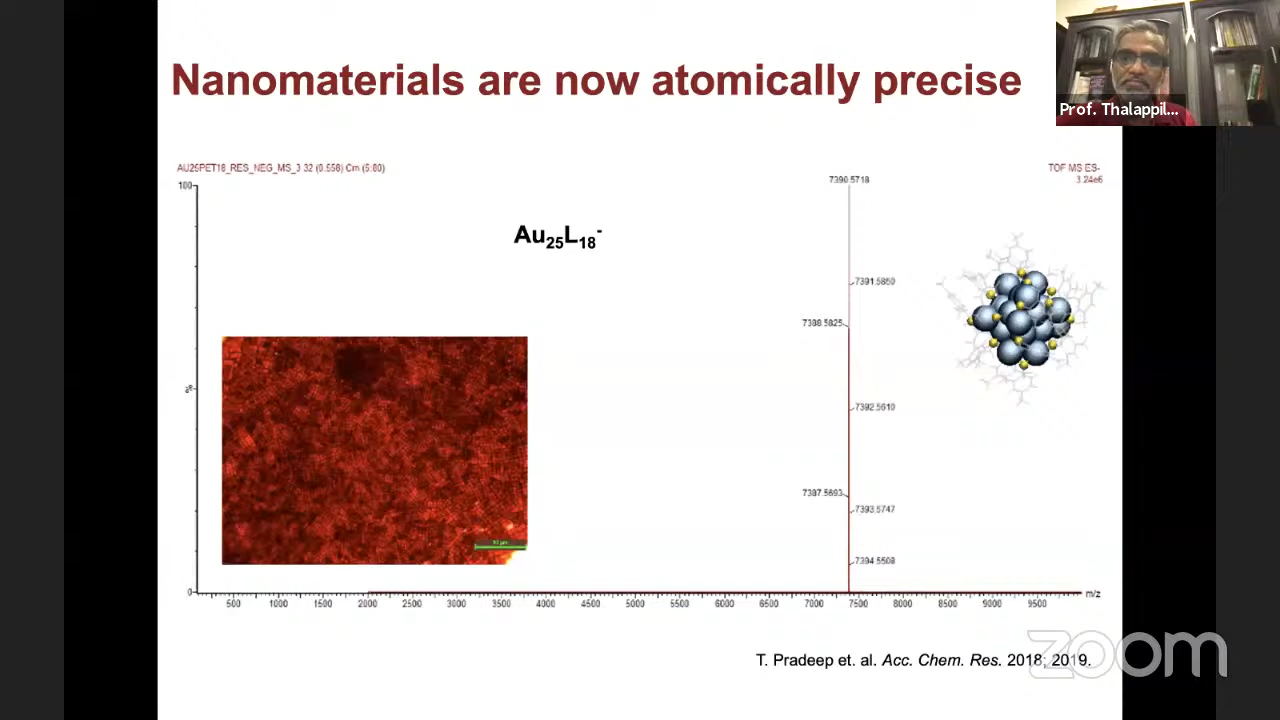 Nanomaterials are now atomically precise
Prof. Thalappil...
AU25PET18_RES_NEG_MS_3 32 (0.558) Cm (5:80)
TOF MS ES-
3.24e6
100
7390.5718
Au25L18-
7391.5860
7388.5825
7392.5610
%
7387.5693
7393.5747
7394.5508
0
500 1000 1500 2000 2500 3000 3500 4000 4500 5000 5500 6000 6500 7000 7500 8000 8500 9000 9500
m/z
zoom
T. Pradeep et. al. Acc. Chem. Res. 2018; 2019.